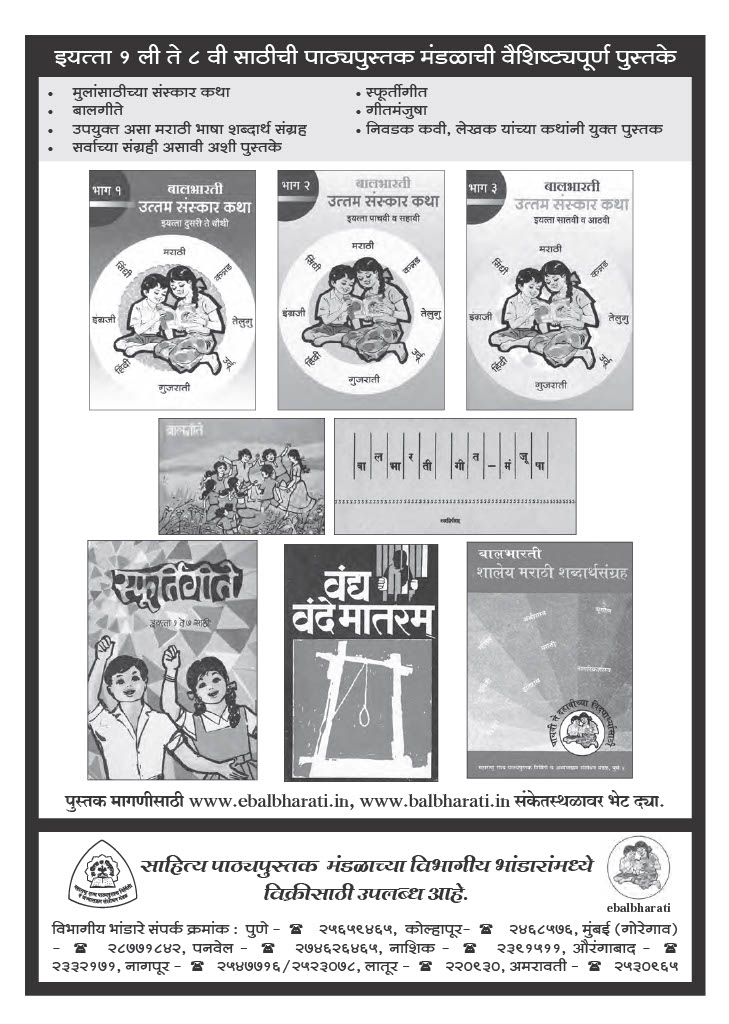 इयत्ता १ ली ते ८ वी साठीची पाठ्यपुस्तक मंडळाची वैशिष्ट्यपूर्ण पुस्तके
• मुलांसाठीच्या संस्कार कथा
• बालगीते
• उपयुक्त असा मराठी भाषा शब्दार्थ संग्रह
• सर्वांच्या संग्रही असावी अशी पुस्तके
• स्फूर्तीगीत
• गीतमंजुषा
• निवडक कवी, लेखक यांच्या कथांनी युक्त पुस्तक
भाग १
बालभारती
उत्तम संस्कार कथा
इयत्ता दुसरी ते चौथी
मराठी
सिंधी
कन्नड
इंग्रजी
तेलुगु
हिंदी
उर्दू
गुजराती
भाग २
बालभारती
उत्तम संस्कार कथा
इयत्ता पाचवी व सहावी
मराठी
सिंधी
कन्नड
इंग्रजी
तेलुगु
हिंदी
उर्दू
गुजराती
भाग ३
बालभारती
उत्तम संस्कार कथा
इयत्ता सातवी व आठवी
मराठी
सिंधी
कन्नड
इंग्रजी
तेलुगु
हिंदी
उर्दू
गुजराती
बालगीते
बालभारती गीत – मंजूषा
स्फूर्तिगीते
इयत्ता १ ते ७ साठी
वंद्य
वंदे मातरम्
बालभारती
शालेय मराठी शब्दार्थसंग्रह
पाचवी ते दहावीच्या विद्यार्थ्यांसाठी
पुस्तक मागणीसाठी www.ebalbharati.in, www.balbharati.in संकेतस्थळावर भेट द्या.
साहित्य पाठ्यपुस्तक मंडळाच्या विभागीय भांडारांमध्ये
विक्रीसाठी उपलब्ध आहे.
ebalbharati
विभागीय भांडारे संपर्क क्रमांक : पुणे - ☎ २५६५९४६५, कोल्हापूर- ☎ २४६८५७६, मुंबई (गोरेगाव)
- ☎ २८७७१८४२, पनवेल - ☎ २७४६२६४६५, नाशिक - ☎ २३९१५११, औरंगाबाद - ☎
२३३२१७१, नागपूर - ☎ २५४७७१६/२५२३०७८, लातूर - ☎ २२०९३०, अमरावती - ☎ २५३०९६५